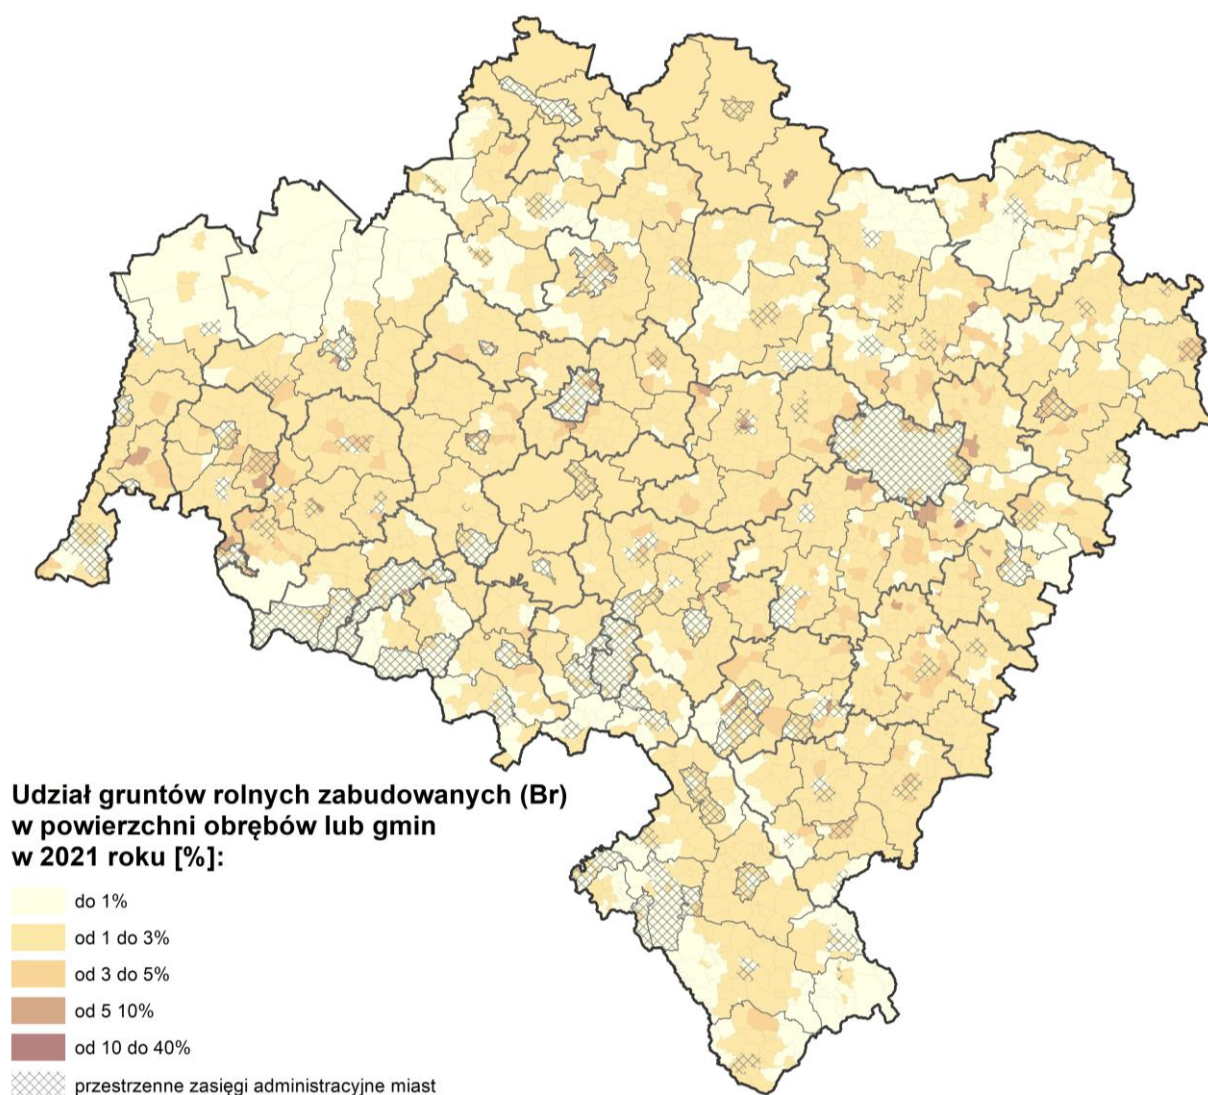 Udział gruntów rolnych zabudowanych (Br)
w powierzchni obrębów lub gmin
w 2021 roku [%]:
do 1%
od 1 do 3%
od 3 do 5%
od 5 10%
od 10 do 40%
przestrzenne zasięgi administracyjne miast